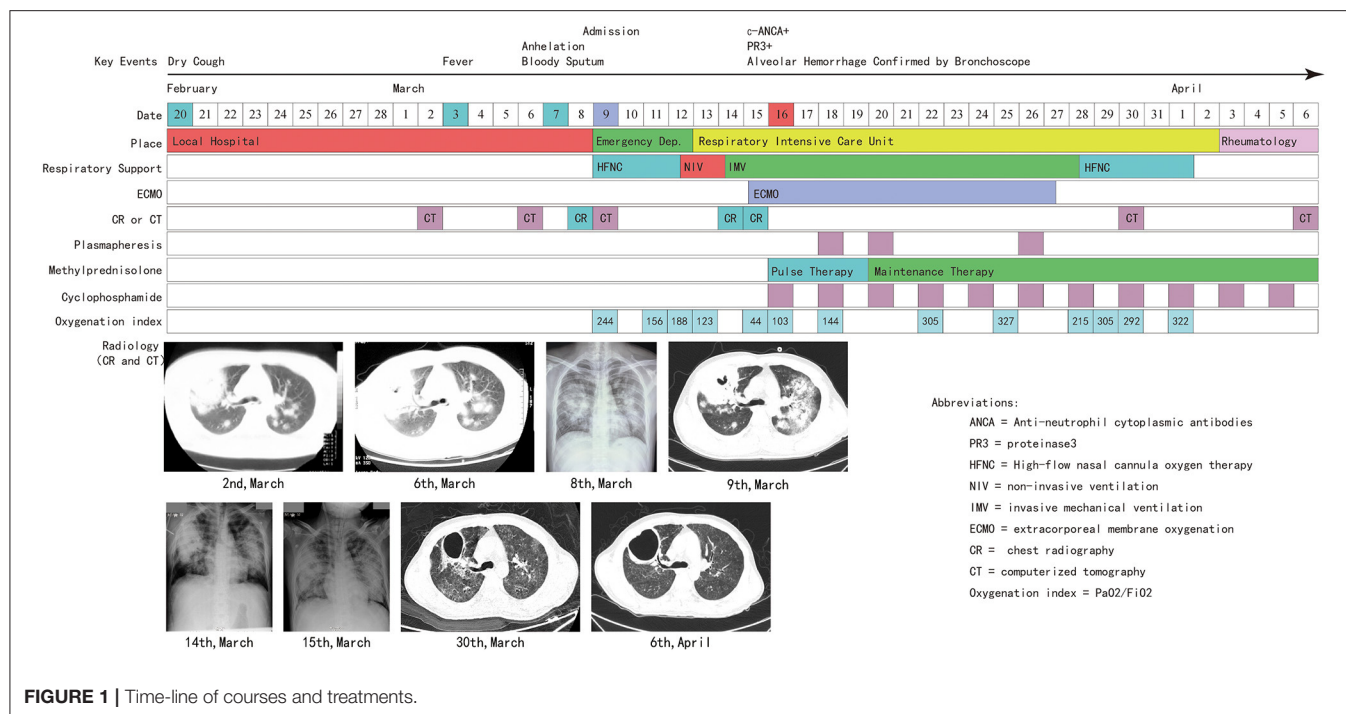 Admission c-ANCA+
Anhelation PR3+
Key Events Dry Cough Fever Bloody Sputum Alveolar Hemorrhage Confirmed by Bronchoscope
February March April
Date 20 21 22 23 24 25 26 27 28 1 2 3 4 5 6 7 8 9 10 11 12 13 14 15 16 17 18 19 20 21 22 23 24 25 26 27 28 29 30 31 1 2 3 4 5 6
Place Local Hospital Emergency Dep. Respiratory Intensive Care Unit Rheumatology
Respiratory Support HFNC NIV IMV HFNC
ECMO ECMO
CR or CT CT CT CR CT CR CR CT CT
Plasmapheresis
Methylprednisolone Pulse Therapy Maintenance Therapy
Cyclophosphamide
Oxygenation index 244 156 188 123 44 103 144 305 327 215 305 292 322
Radiology
(CR and CT)
2nd, March 6th, March 8th, March 9th, March
14th, March 15th, March 30th, March 6th, April
Abbreviations:
ANCA = Anti-neutrophil cytoplasmic antibodies
PR3 = proteinase3
HFNC = High-flow nasal cannula oxygen therapy
NIV = non-invasive ventilation
IMV = invasive mechanical ventilation
ECMO = extracorporeal membrane oxygenation
CR = chest radiography
CT = computerized tomography
Oxygenation index = PaO2/FiO2
FIGURE 1 | Time-line of courses and treatments.